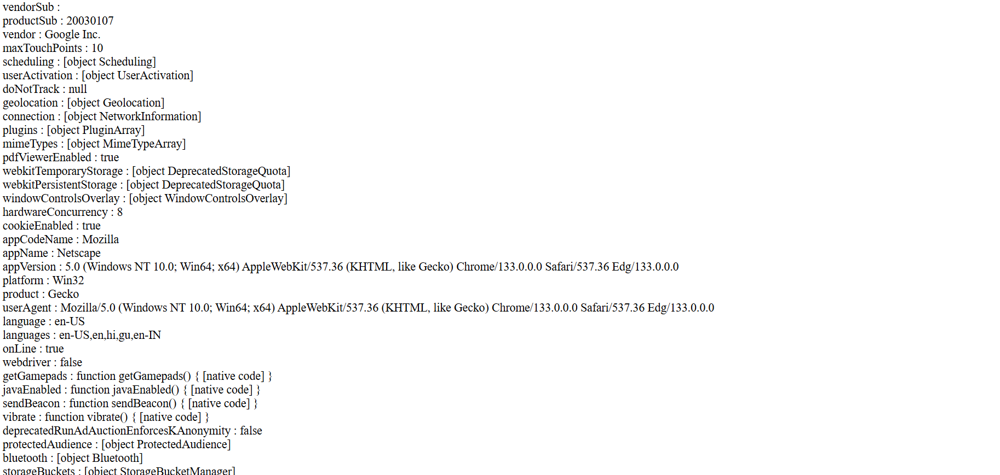 vendorSub :
productSub : 20030107
vendor : Google Inc.
maxTouchPoints : 10
scheduling : [object Scheduling]
userActivation : [object UserActivation]
doNotTrack : null
geolocation : [object Geolocation]
connection : [object NetworkInformation]
plugins : [object PluginArray]
mimeTypes : [object MimeTypeArray]
pdfViewerEnabled : true
webkitTemporaryStorage : [object DeprecatedStorageQuota]
webkitPersistentStorage : [object DeprecatedStorageQuota]
windowControlsOverlay : [object WindowControlsOverlay]
hardwareConcurrency : 8
cookieEnabled : true
appCodeName : Mozilla
appName : Netscape
appVersion : 5.0 (Windows NT 10.0; Win64; x64) AppleWebKit/537.36 (KHTML, like Gecko) Chrome/133.0.0.0 Safari/537.36 Edg/133.0.0.0
platform : Win32
product : Gecko
userAgent : Mozilla/5.0 (Windows NT 10.0; Win64; x64) AppleWebKit/537.36 (KHTML, like Gecko) Chrome/133.0.0.0 Safari/537.36 Edg/133.0.0.0
language : en-US
languages : en-US,en,hi,gu,en-IN
onLine : true
webdriver : false
getGamepads : function getGamepads() { [native code] }
javaEnabled : function javaEnabled() { [native code] }
sendBeacon : function sendBeacon() { [native code] }
vibrate : function vibrate() { [native code] }
deprecatedRunAdAuctionEnforcesKAnonymity : false
protectedAudience : [object ProtectedAudience]
bluetooth : [object Bluetooth]
storageBuckets : [object StorageBucketManager]